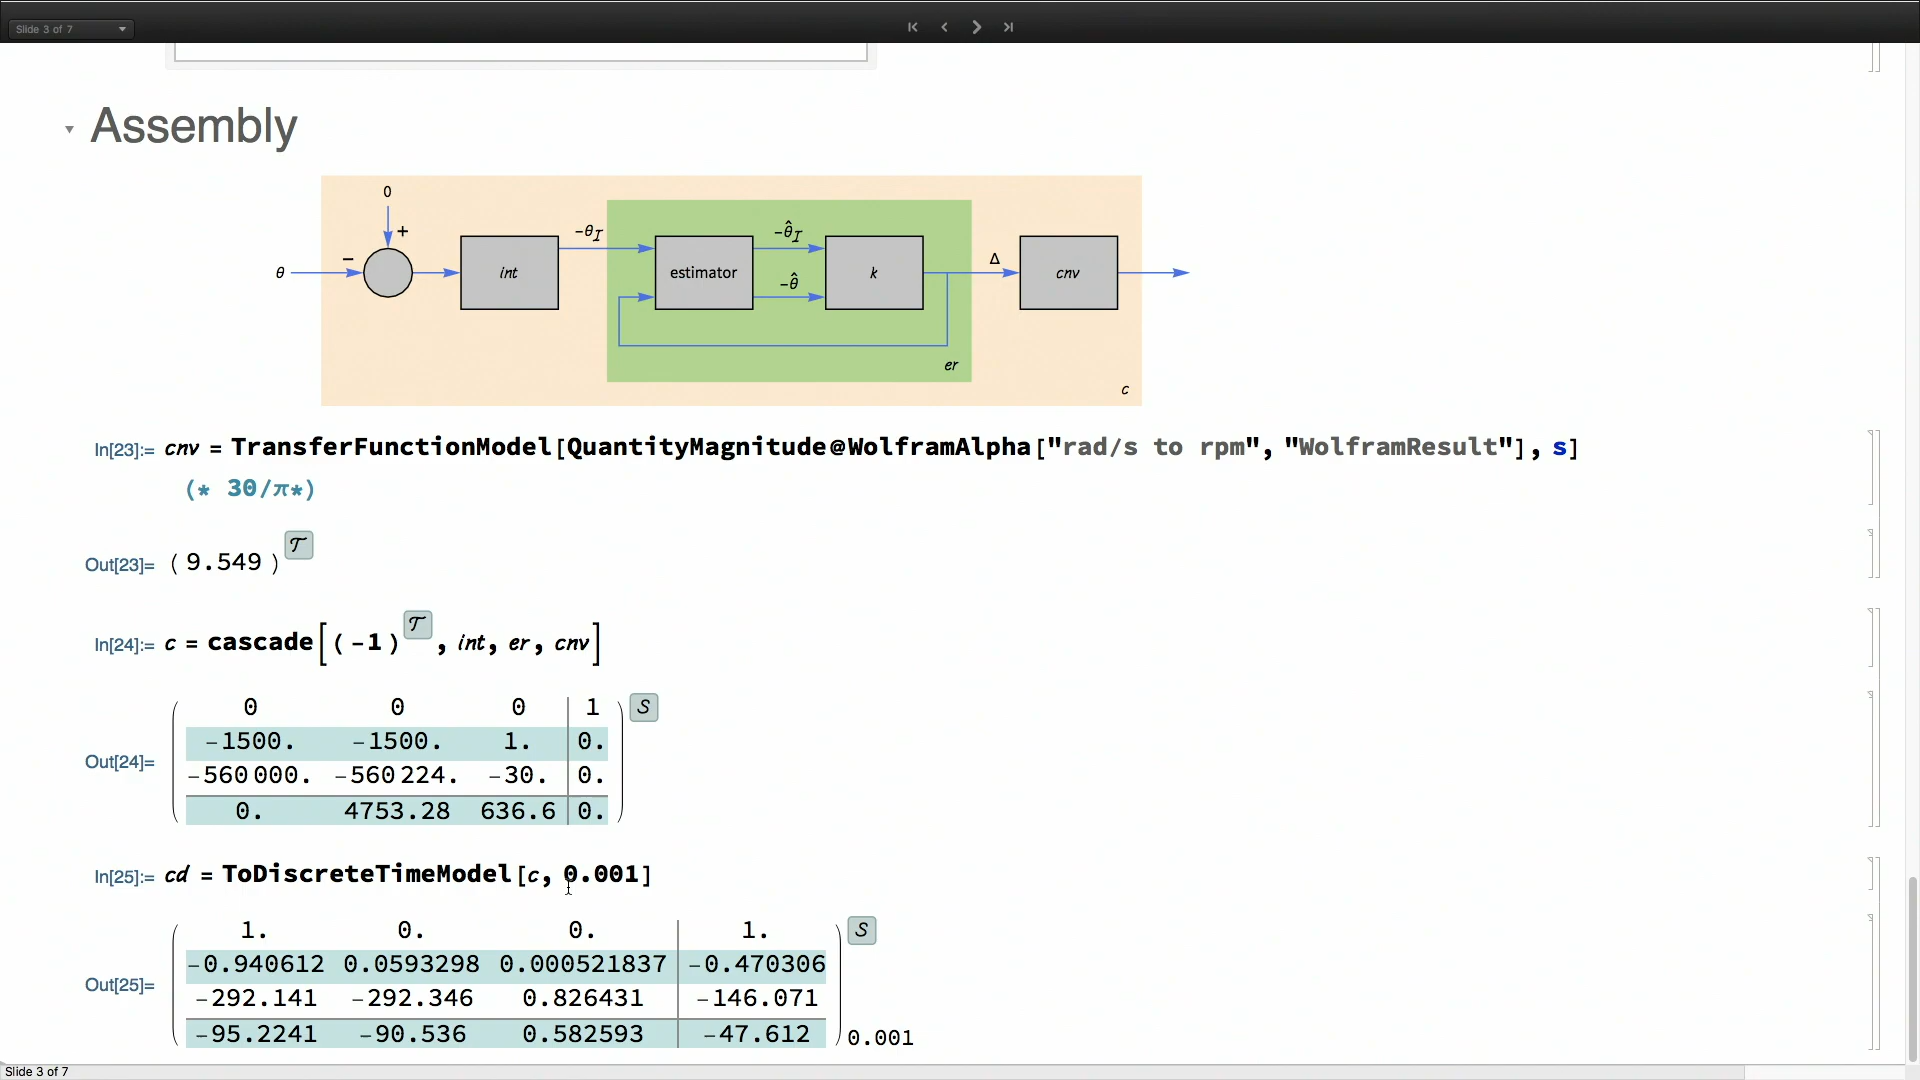 Slide 3 of 7
Assembly
0
+
−
θ
int
-θI
estimator
-θ̂I
-θ̂
k
Δ
cnv
er
c
In[23]:= cnv = TransferFunctionModel[QuantityMagnitude@WolframAlpha["rad/s to rpm", "WolframResult"], s]
(* 30/π*)
Out[23]= (9.549) 𝒯
In[24]:= c = cascade[(-1) 𝒯, int, er, cnv]
Out[24]=
0 0 0 1 S
-1500. -1500. 1. 0.
-560 000. -560 224. -30. 0.
0. 4753.28 636.6 0.
In[25]:= cd = ToDiscreteTimeModel[c, 0.001]
Out[25]=
1. 0. 0. 1. S
-0.940612 0.0593298 0.000521837 -0.470306
-292.141 -292.346 0.826431 -146.071
-95.2241 -90.536 0.582593 -47.612
0.001
Slide 3 of 7